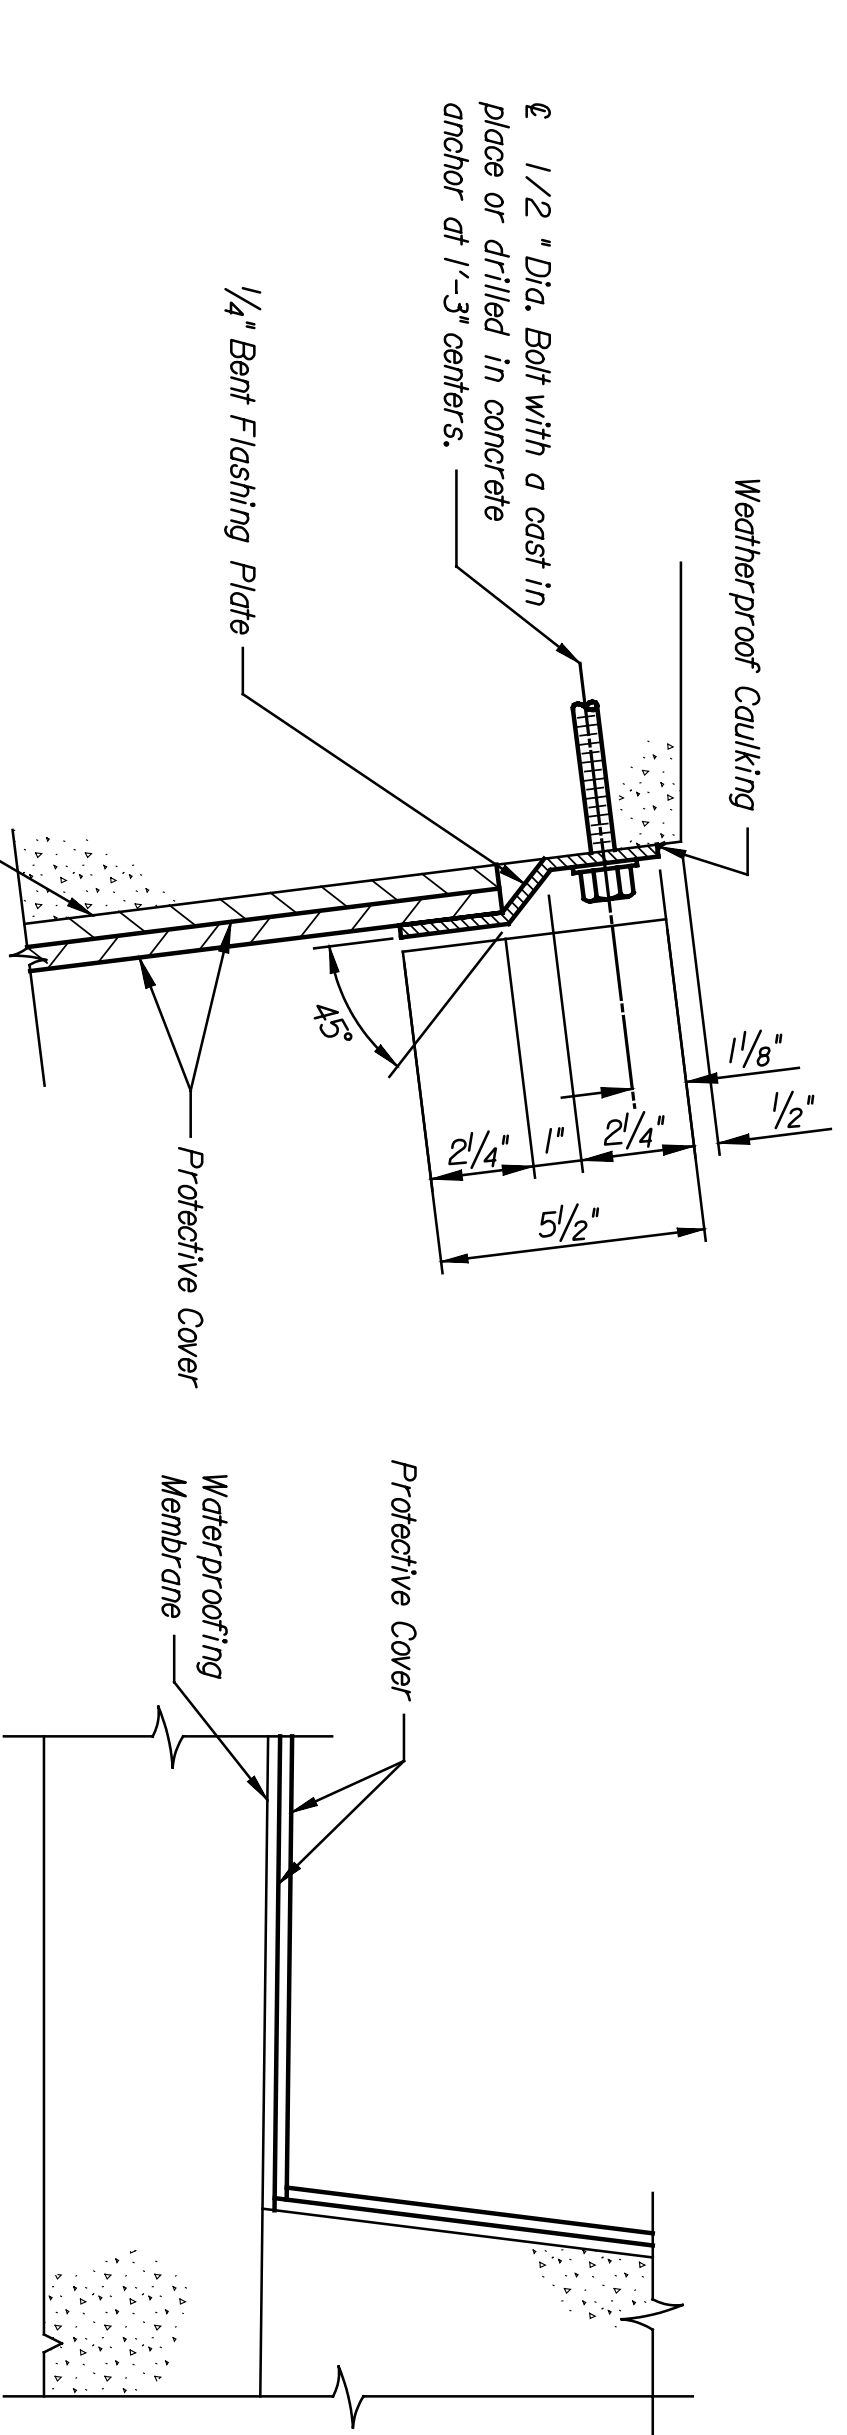 Weatherproof Caulking
℄ 1/2 "Dia. Bolt with a cast in
place or drilled in concrete
anchor at 1'-3" centers.
1/4" Bent Flashing Plate
45°
1 1/8"
1/2"
2 1/4"
1"
2 1/4"
5 1/2"
Protective Cover
Protective Cover
Waterproofing
Membrane